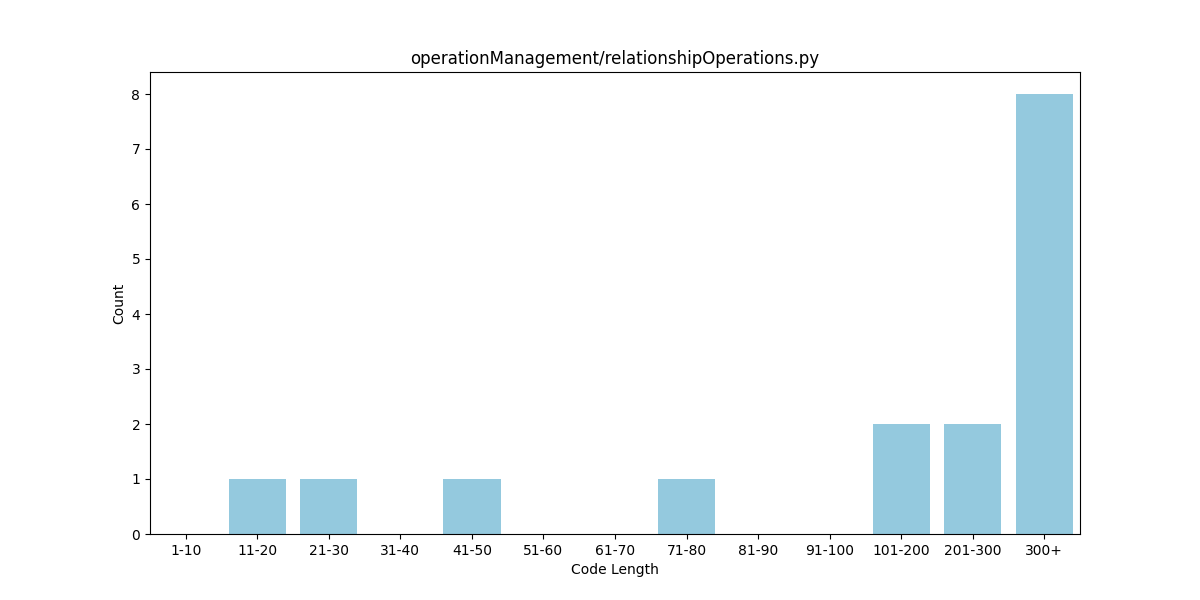 operationManagement/relationshipOperations.py
Count
8
7
6
5
4
3
2
1
0
1-10 11-20 21-30 31-40 41-50 51-60 61-70 71-80 81-90 91-100 101-200 201-300 300+
Code Length